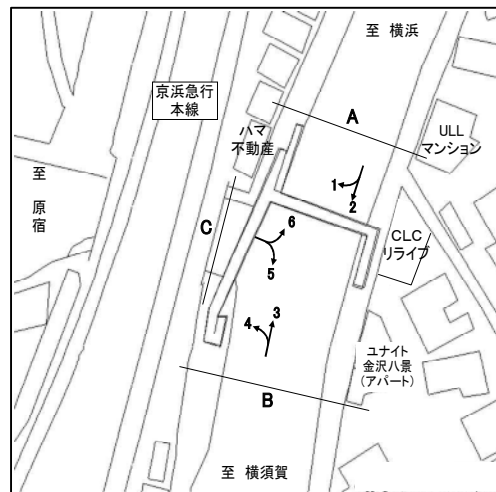 至 横浜
京浜急行
本線
A
ハマ
不動産
ULL
マンション
至
原
宿
1
2
C
6
CLC
リライブ
5
3
4
ユナイト
金沢八景
（アパート）
B
至 横須賀